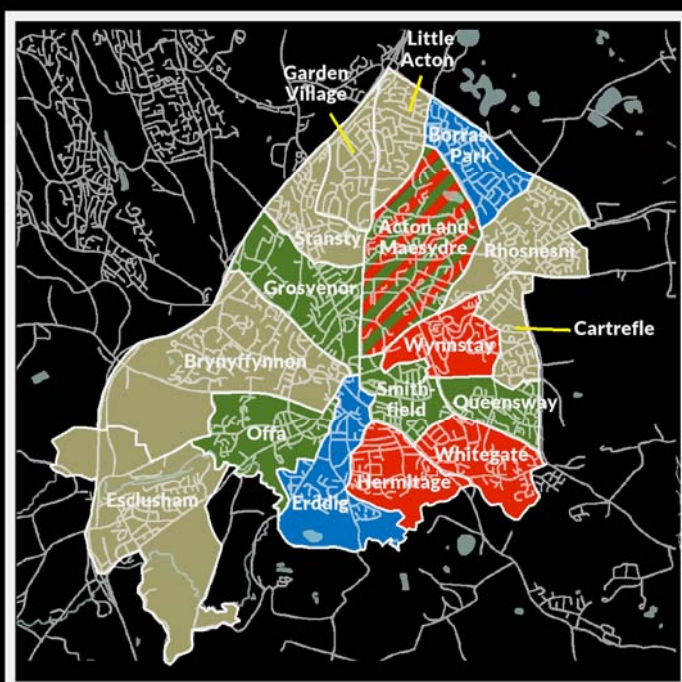 Little
Acton
Garden
Village
Borras
Park
Acton and
Maesydre
Stansty
Rhosnesni
Grosvenor
Cartrefle
Wynnstay
Brynyffynnon
Smith-
field
Queensway
Offa
Whitegate
Hermitage
Esclusham
Erddig